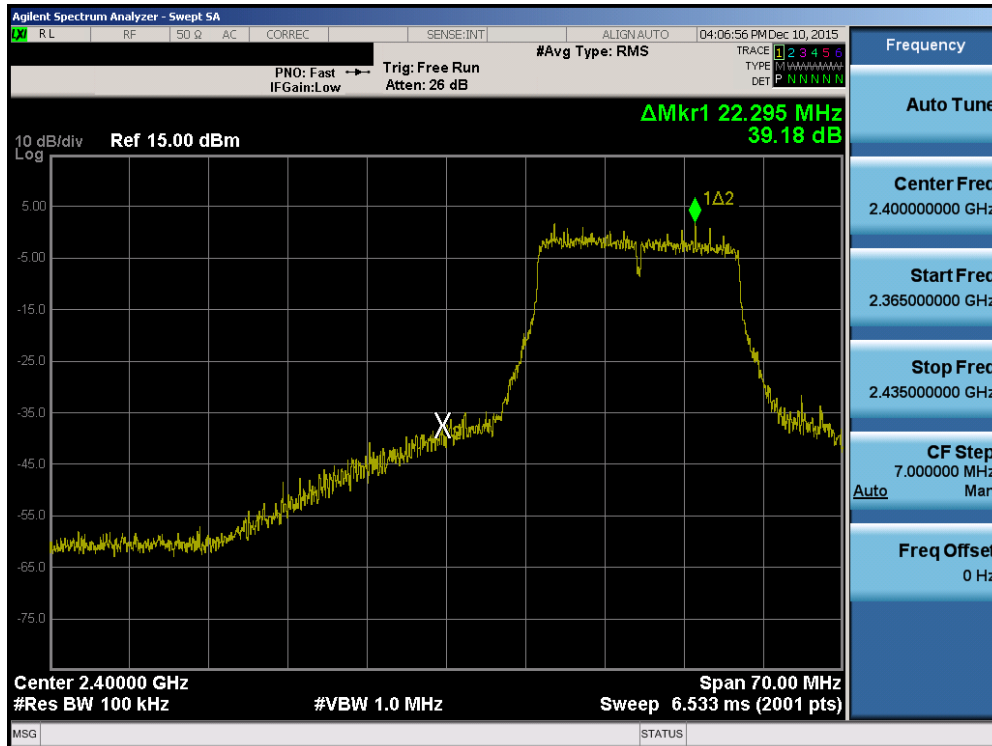 Agilent Spectrum Analyzer - Swept SA
LXI RL RF 50 Ω AC CORREC SENSE:INT ALIGN AUTO 04:06:56 PM Dec 10, 2015
#Avg Type: RMS
TRACE 1 2 3 4 5 6
PNO: Fast
Trig: Free Run
TYPE M
IFGain:Low
Atten: 26 dB
DET P N N N N N
ΔMkr1 22.295 MHz
39.18 dB
10 dB/div Ref 15.00 dBm
Log
1Δ2
5.00
-5.00
-15.0
-25.0
-35.0
-45.0
-55.0
-65.0
-75.0
Center 2.40000 GHz Span 70.00 MHz
#Res BW 100 kHz #VBW 1.0 MHz Sweep 6.533 ms (2001 pts)
MSG STATUS
Frequency
Auto Tune
Center Freq
2.400000000 GHz
Start Freq
2.365000000 GHz
Stop Freq
2.435000000 GHz
CF Step
7.000000 MHz
Auto Man
Freq Offset
0 Hz